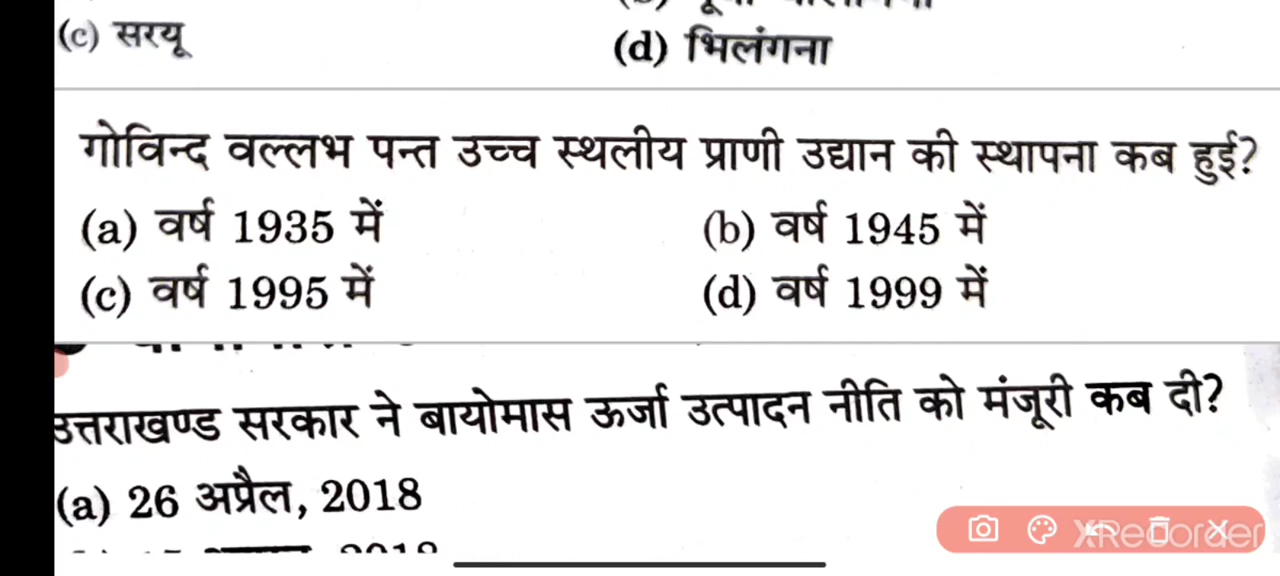 (c) सरयू
(d) भिलंगना
गोविन्द वल्लभ पन्त उच्च स्थलीय प्राणी उद्यान की स्थापना कब हुई?
(a) वर्ष 1935 में
(b) वर्ष 1945 में
(c) वर्ष 1995 में
(d) वर्ष 1999 में
उत्तराखण्ड सरकार ने बायोमास ऊर्जा उत्पादन नीति को मंजूरी कब दी?
(a) 26 अप्रैल, 2018
XRecorder